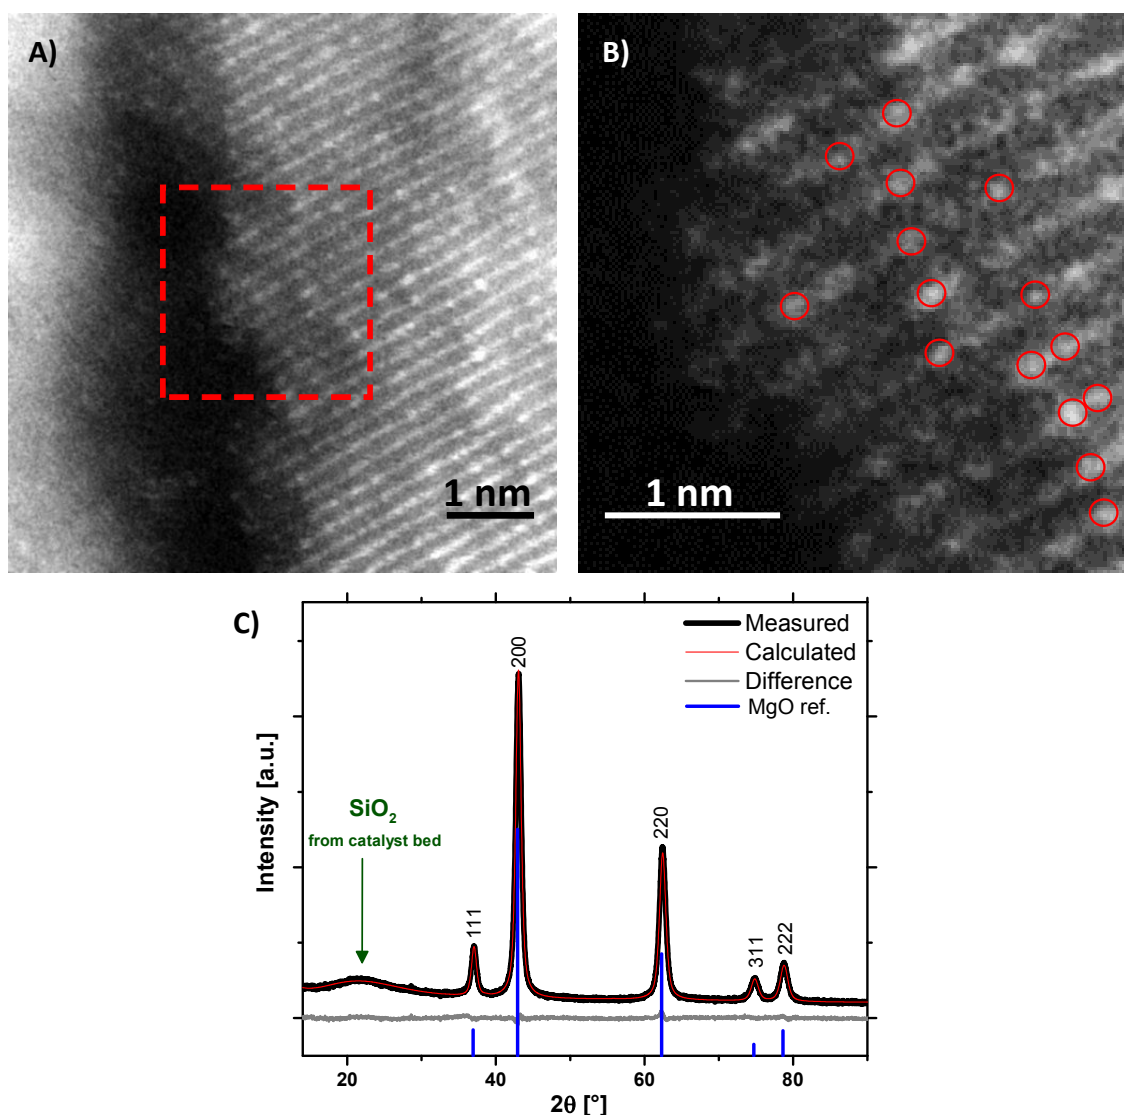 A)
1 nm
B)
1 nm
C)
Measured
Calculated
Difference
MgO ref.
200
SiO₂
from catalyst bed
220
111
311
222
Intensity [a.u.]
20
40
60
80
2θ [°]